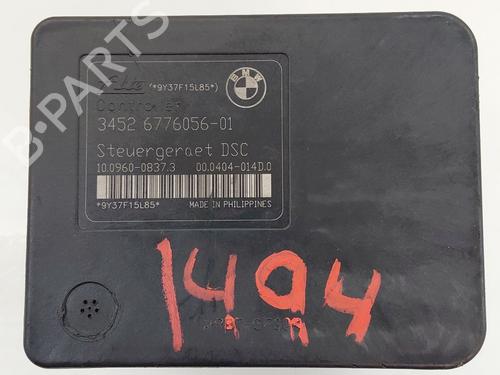 Ate (*9Y37F15L85*)
BMW
Controller
3452 6776056-01
Steuergeraet DSC
10.0960-0837.3 00.0404-014D.0
*9Y37F15L85* MADE IN PHILIPPINES
1494
B-PARTS